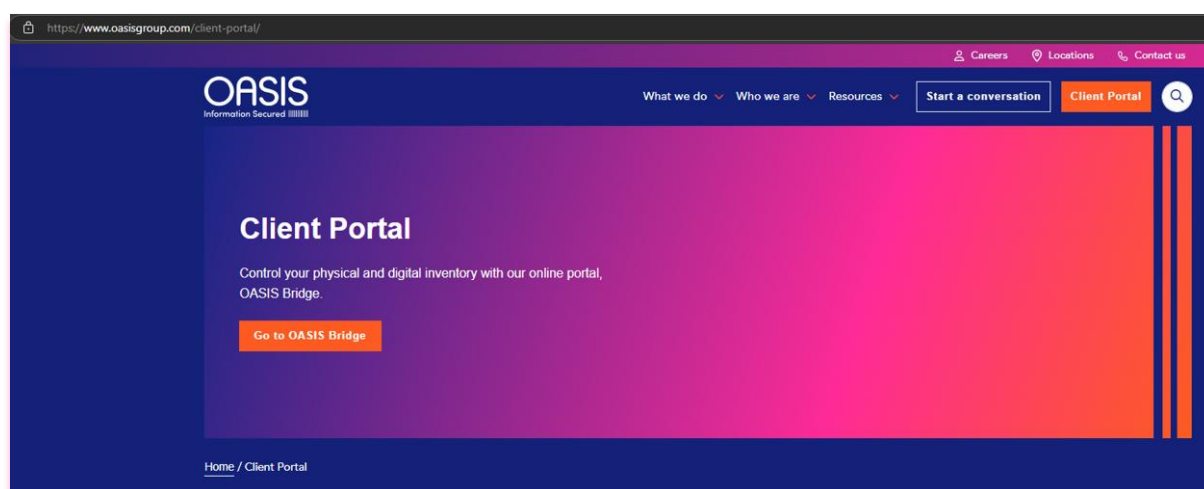 https://www.oasisgroup.com/client-portal/
Careers Locations Contact us
OASIS
Information Secured
What we do Who we are Resources Start a conversation Client Portal
Client Portal
Control your physical and digital inventory with our online portal,
OASIS Bridge.
Go to OASIS Bridge
Home / Client Portal